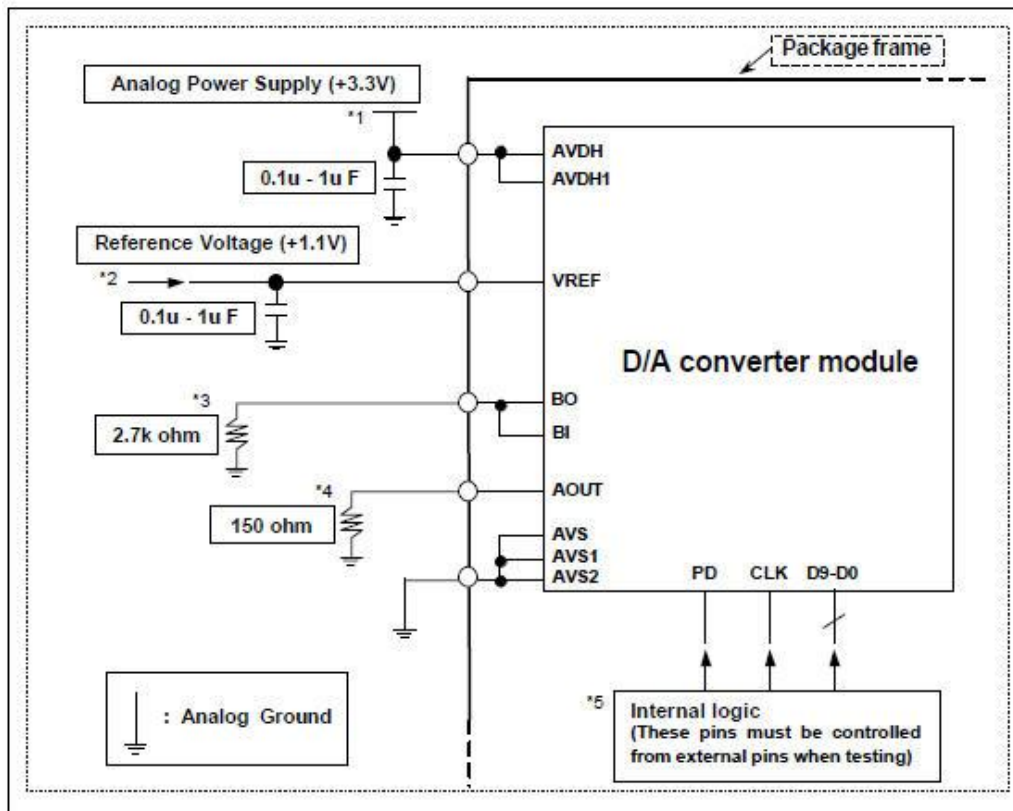 Package frame
Analog Power Supply (+3.3V)
*1
AVDH
0.1u - 1u F
AVDH1
Reference Voltage (+1.1V)
*2
VREF
0.1u - 1u F
D/A converter module
*3
BO
2.7k ohm
BI
*4
AOUT
150 ohm
AVS
AVS1
AVS2
PD CLK D9-D0
*5
Internal logic
(These pins must be controlled
from external pins when testing)
: Analog Ground